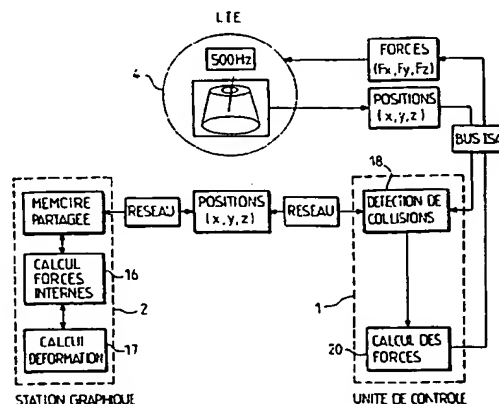 LTE
4
500Hz
FORCES
(Fx,Fy,Fz)
POSITIONS
(x,y,z)
BUS ISA
18
MEMOIRE
PARTAGEE
RESEAU
POSITIONS
(x,y,z)
RESEAU
DETECTION DE
COLLISIONS
CALCUL
FORCES
INTERNES
16
2
1
CALCUL
DEFORMATION
17
20
CALCUL DES
FORCES
STATION GRAPHIQUE
UNITE DE CONTROLE